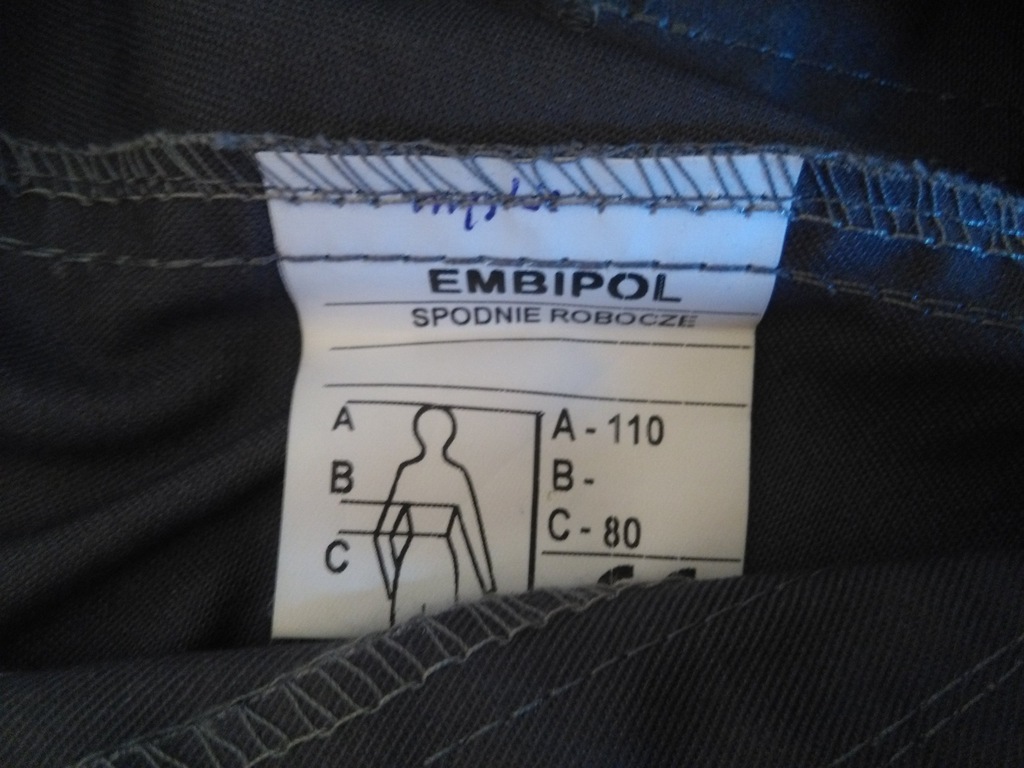 EMBIPOL
SPODNIE ROBOCZE
A
B
C
A - 110
B -
C - 80